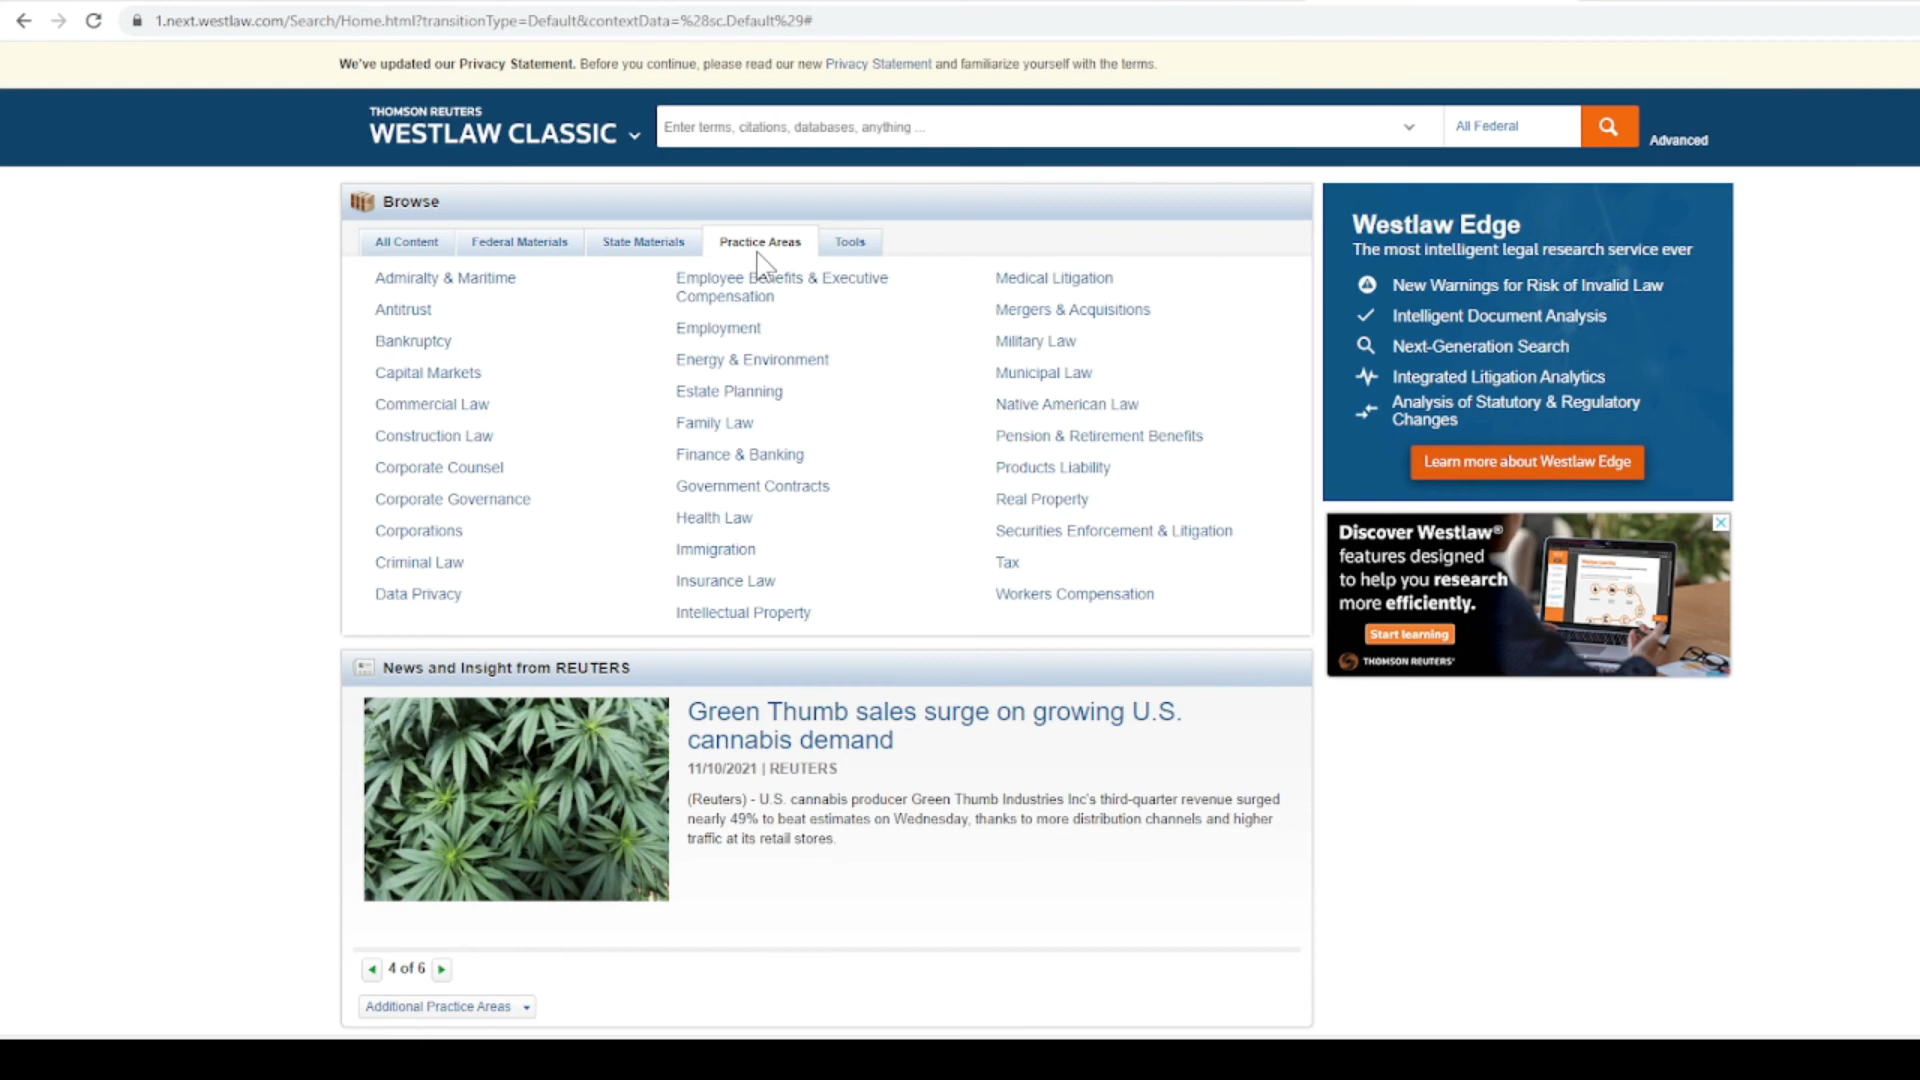 1.next.westlaw.com/Search/Home.html?transitionType=Default&contextData=%28sc.Default%29#
We've updated our Privacy Statement. Before you continue, please read our new Privacy Statement and familiarize yourself with the terms.
THOMSON REUTERS
WESTLAW CLASSIC
Enter terms, citations, databases, anything ...
All Federal
Advanced
Browse
All Content
Federal Materials
State Materials
Practice Areas
Tools
Admiralty & Maritime
Antitrust
Bankruptcy
Capital Markets
Commercial Law
Construction Law
Corporate Counsel
Corporate Governance
Corporations
Criminal Law
Data Privacy
Employee Benefits & Executive
Compensation
Employment
Energy & Environment
Estate Planning
Family Law
Finance & Banking
Government Contracts
Health Law
Immigration
Insurance Law
Intellectual Property
Medical Litigation
Mergers & Acquisitions
Military Law
Municipal Law
Native American Law
Pension & Retirement Benefits
Products Liability
Real Property
Securities Enforcement & Litigation
Tax
Workers Compensation
Westlaw Edge
The most intelligent legal research service ever
New Warnings for Risk of Invalid Law
Intelligent Document Analysis
Next-Generation Search
Integrated Litigation Analytics
Analysis of Statutory & Regulatory
Changes
Learn more about Westlaw Edge
Discover Westlaw®
features designed
to help you research
more efficiently.
Start learning
THOMSON REUTERS®
News and Insight from REUTERS
Green Thumb sales surge on growing U.S.
cannabis demand
11/10/2021 | REUTERS
(Reuters) - U.S. cannabis producer Green Thumb Industries Inc's third-quarter revenue surged
nearly 49% to beat estimates on Wednesday, thanks to more distribution channels and higher
traffic at its retail stores.
4 of 6
Additional Practice Areas